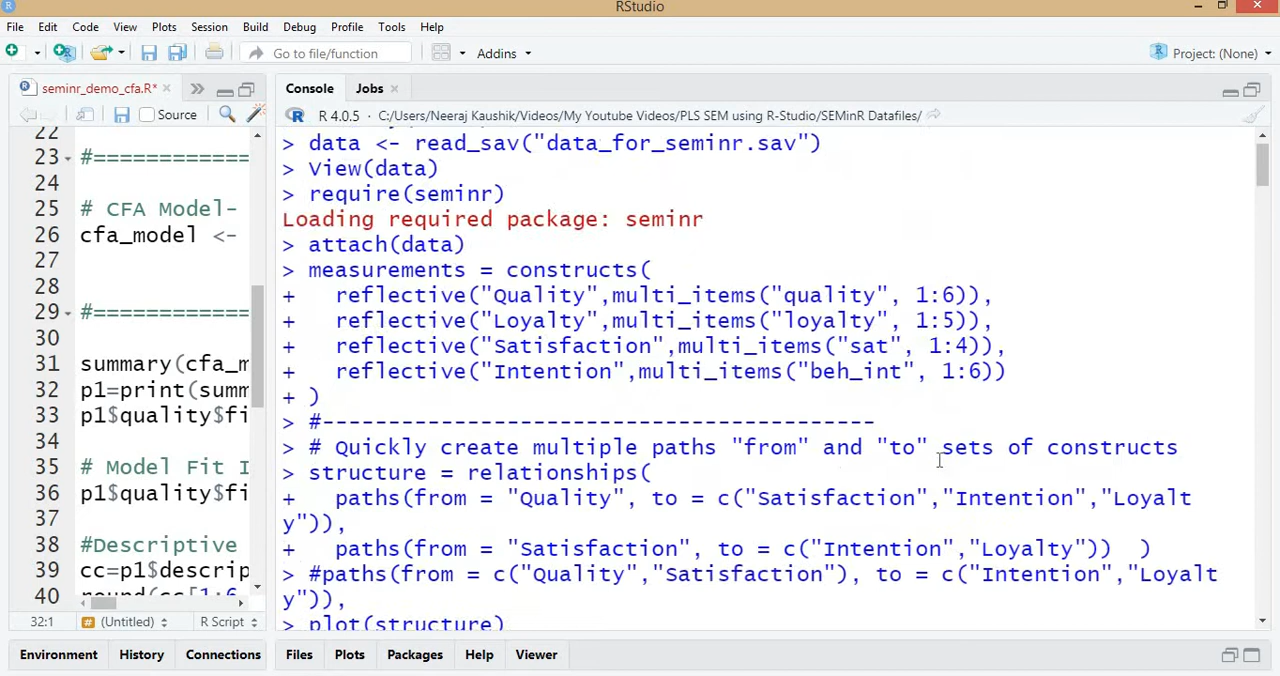 RStudio
File Edit Code View Plots Session Build Debug Profile Tools Help
Go to file/function Addins Project: (None)
seminr_demo_cfa.R* Console Jobs
Source R 4.0.5 · C:/Users/Neeraj Kaushik/Videos/My Youtube Videos/PLS SEM using R-Studio/SEMinR Datafiles/
22
23 #============
24
25 # CFA Model-
26 cfa_model <-
27
28
29 #============
30
31 summary(cfa_m
32 p1=print(summ
33 p1$quality$fi
34
35 # Model Fit I
36 p1$quality$fi
37
38 #Descriptive
39 cc=p1$descrip
40 round(cc[1:6
32:1 # (Untitled) R Script
> data <- read_sav("data_for_seminr.sav")
> View(data)
> require(seminr)
Loading required package: seminr
> attach(data)
> measurements = constructs(
+   reflective("Quality",multi_items("quality", 1:6)),
+   reflective("Loyalty",multi_items("loyalty", 1:5)),
+   reflective("Satisfaction",multi_items("sat", 1:4)),
+   reflective("Intention",multi_items("beh_int", 1:6))
+ )
> #------------------------------------------
> # Quickly create multiple paths "from" and "to" sets of constructs
> structure = relationships(
+   paths(from = "Quality", to = c("Satisfaction","Intention","Loyalt
y")),
+   paths(from = "Satisfaction", to = c("Intention","Loyalty"))  )
> #paths(from = c("Quality","Satisfaction"), to = c("Intention","Loyalt
y")),
> plot(structure)
Environment History Connections Files Plots Packages Help Viewer